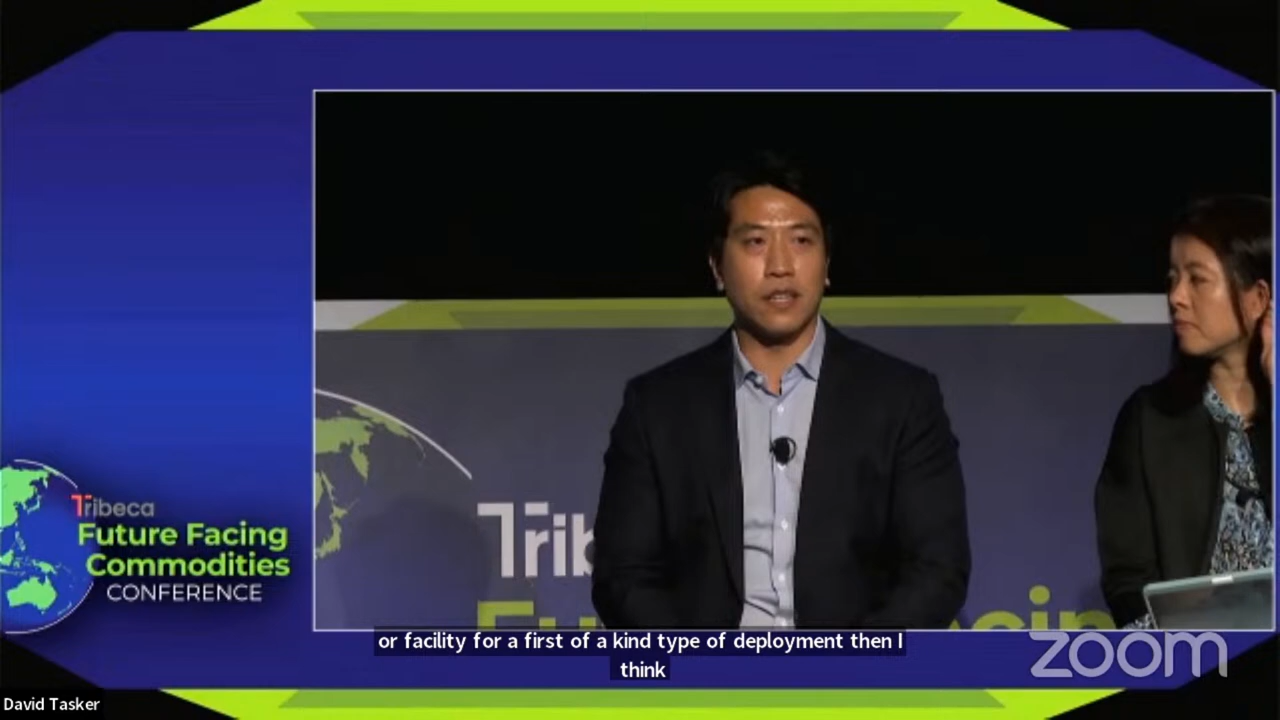 Tribeca
Future Facing
Commodities
CONFERENCE
Trib
or facility for a first of a kind type of deployment then I
think
zoom
David Tasker